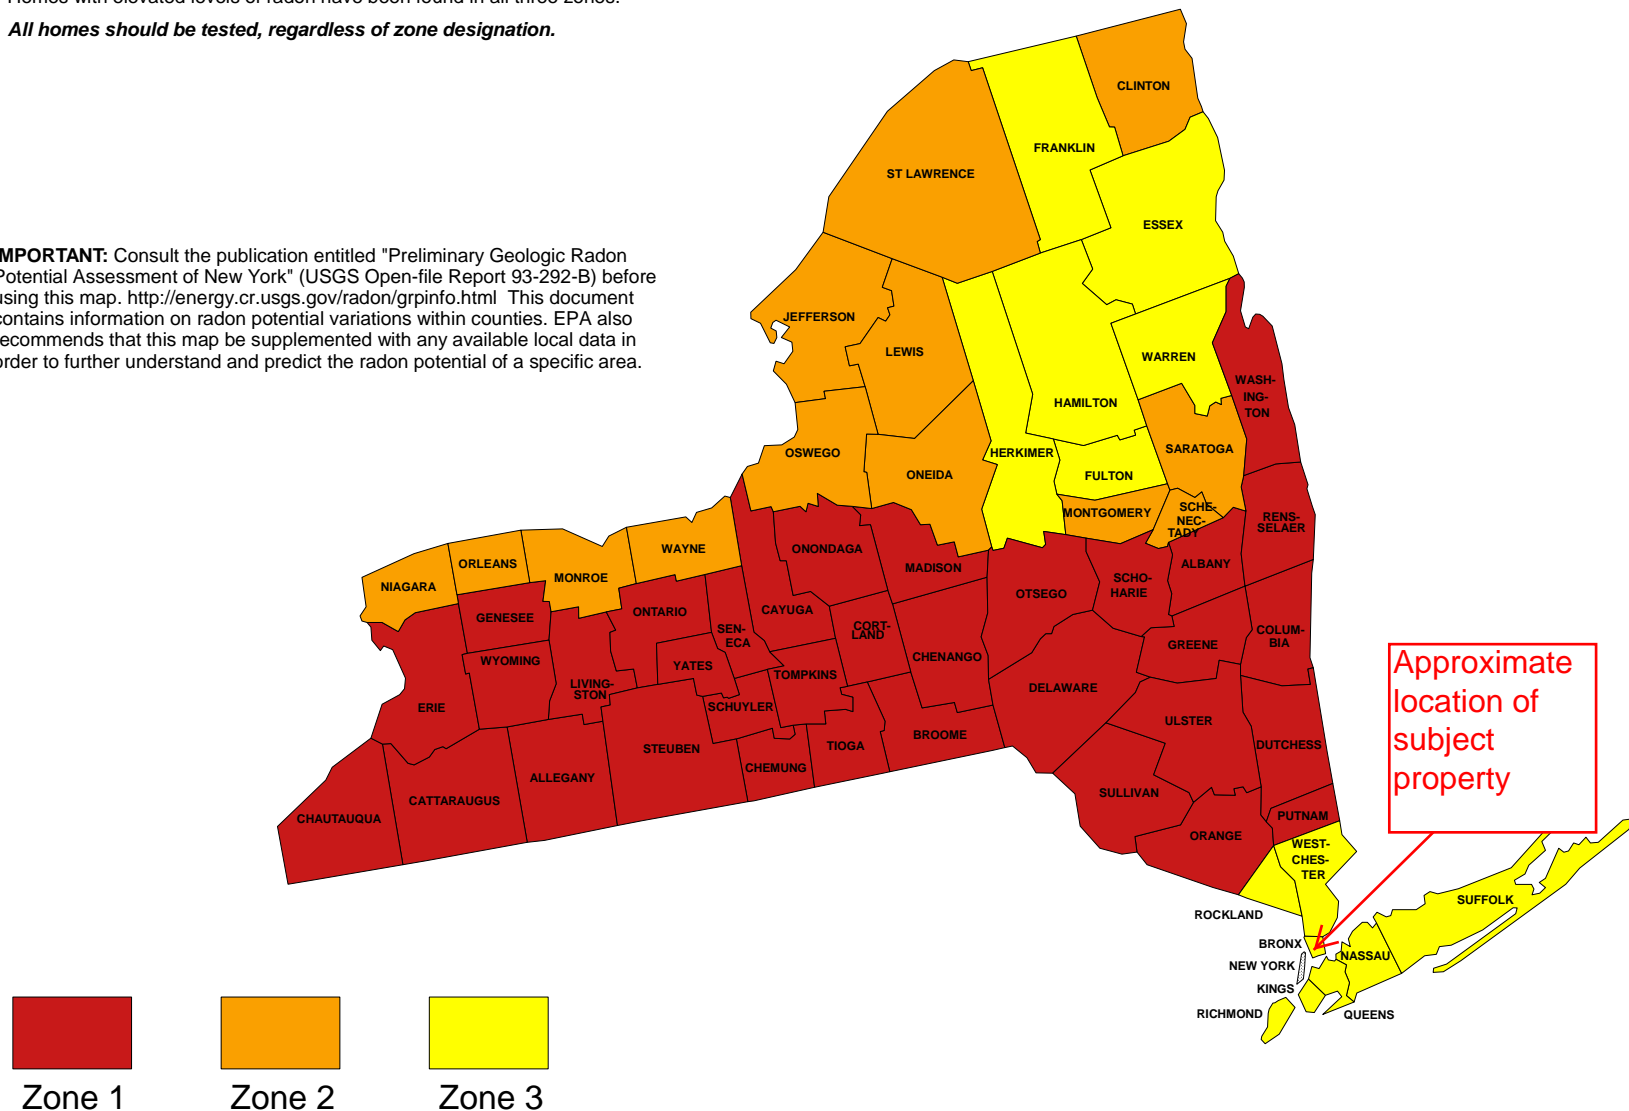 All homes should be tested, regardless of zone designation.
IMPORTANT: Consult the publication entitled "Preliminary Geologic Radon
Potential Assessment of New York" (USGS Open-file Report 93-292-B) before
using this map. http://energy.cr.usgs.gov/radon/grpinfo.html This document
contains information on radon potential variations within counties. EPA also
recommends that this map be supplemented with any available local data in
order to further understand and predict the radon potential of a specific area.
CLINTON
FRANKLIN
ST LAWRENCE
ESSEX
JEFFERSON
LEWIS
WARREN
HAMILTON
WASH-
ING-
TON
OSWEGO
HERKIMER
SARATOGA
ONEIDA
FULTON
MONTGOMERY
SCHE-
NEC-
TADY
RENS-
SELAER
WAYNE
ONONDAGA
ORLEANS
MONROE
NIAGARA
MADISON
ALBANY
SCHO-
HARIE
OTSEGO
GENESEE
ONTARIO
CAYUGA
SEN-
ECA
CORT-
LAND
COLUM-
BIA
GREENE
WYOMING
YATES
CHENANGO
TOMPKINS
LIVING-
STON
DELAWARE
ERIE
SCHUYLER
ULSTER
STEUBEN
TIOGA
BROOME
DUTCHESS
CHEMUNG
ALLEGANY
CATTARAUGUS
CHAUTAUQUA
SULLIVAN
PUTNAM
ORANGE
WEST-
CHES-
TER
Approximate
location of
subject
property
SUFFOLK
ROCKLAND
BRONX
NASSAU
NEW YORK
KINGS
RICHMOND
QUEENS
Zone 1
Zone 2
Zone 3